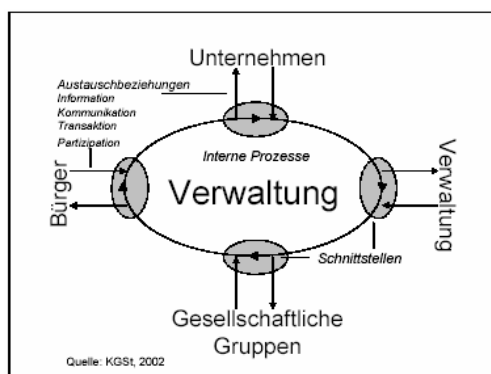 Unternehmen
Austauschbeziehungen
Information
Kommunikation
Transaktion
Partizipation
Interne Prozesse
Bürger
Verwaltung
Verwaltung
Schnittstellen
Gesellschaftliche
Gruppen
Quelle: KGSt, 2002